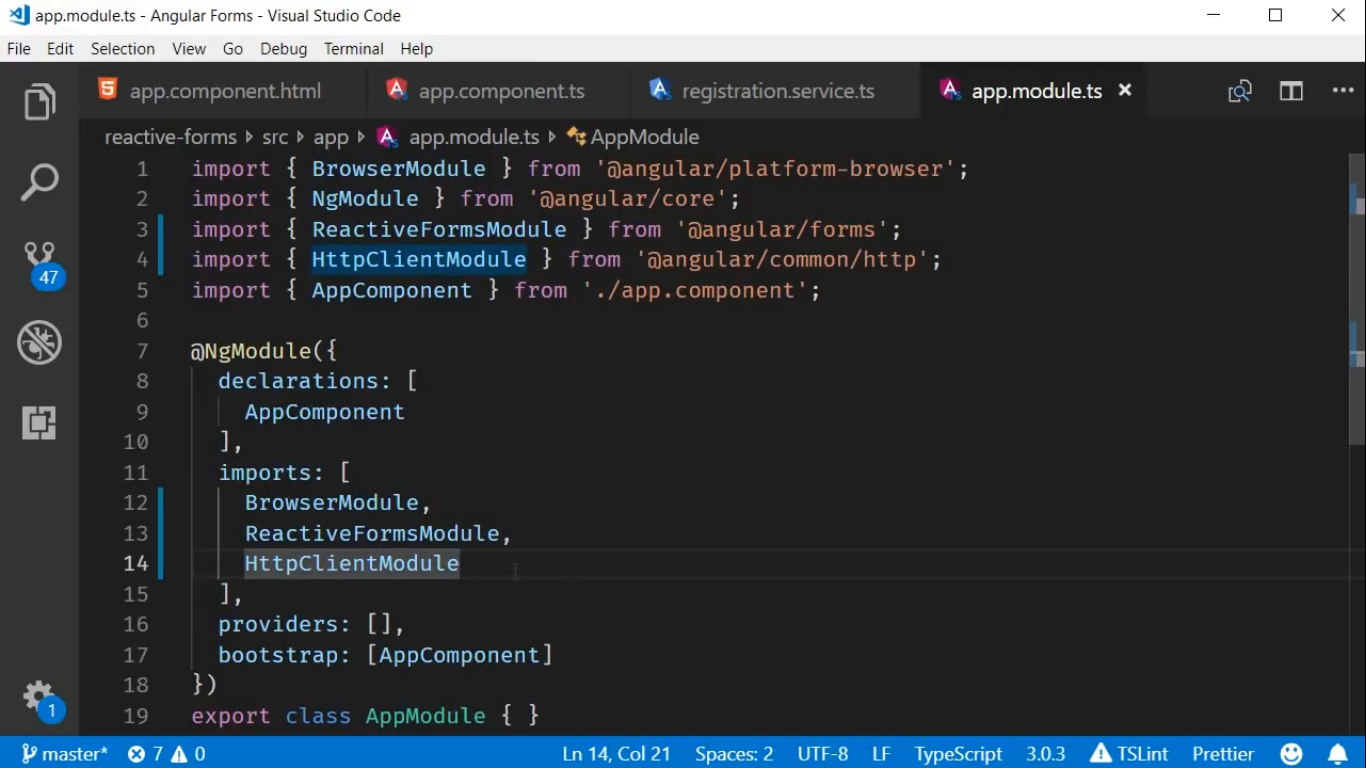 app.module.ts - Angular Forms - Visual Studio Code
File Edit Selection View Go Debug Terminal Help
app.component.html app.component.ts registration.service.ts app.module.ts
reactive-forms src app app.module.ts AppModule
1 import { BrowserModule } from '@angular/platform-browser';
2 import { NgModule } from '@angular/core';
3 import { ReactiveFormsModule } from '@angular/forms';
4 import { HttpClientModule } from '@angular/common/http';
5 import { AppComponent } from './app.component';
6
7 @NgModule({
8 declarations: [
9 AppComponent
10 ],
11 imports: [
12 BrowserModule,
13 ReactiveFormsModule,
14 HttpClientModule
15 ],
16 providers: [],
17 bootstrap: [AppComponent]
18 })
19 export class AppModule { }
47
1
master* 7 0 Ln 14, Col 21 Spaces: 2 UTF-8 LF TypeScript 3.0.3 TSLint Prettier